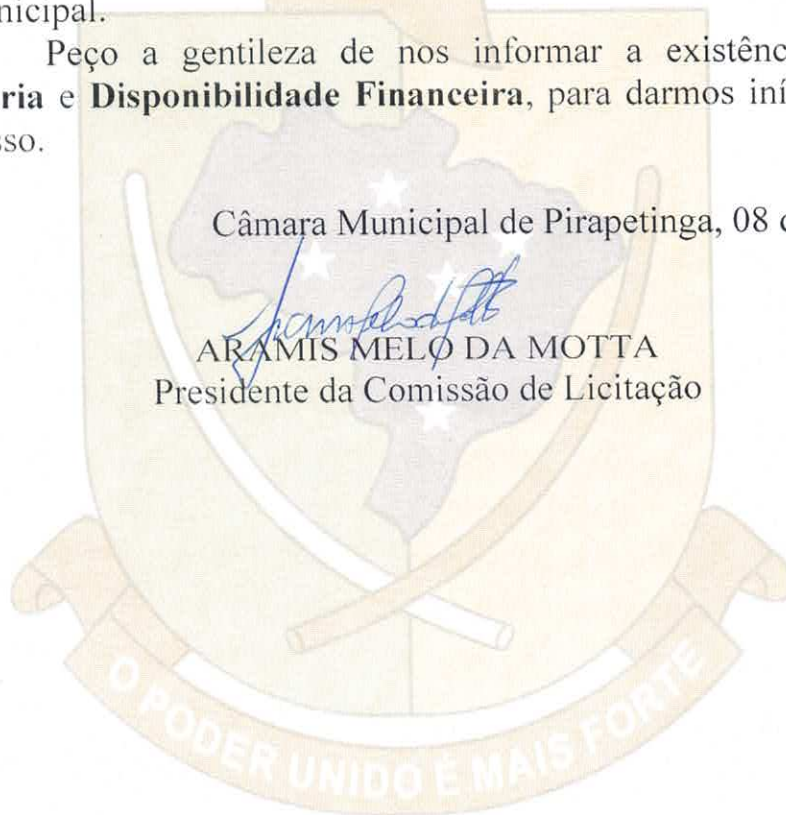 nicipal.
Peço a gentileza de nos informar a existênc
ria e Disponibilidade Financeira, para darmos iní
sso.
Câmara Municipal de Pirapetinga, 08 d
ARAMIS MELO DA MOTTA
Presidente da Comissão de Licitação
O PODER UNIDO É MAIS FORTE